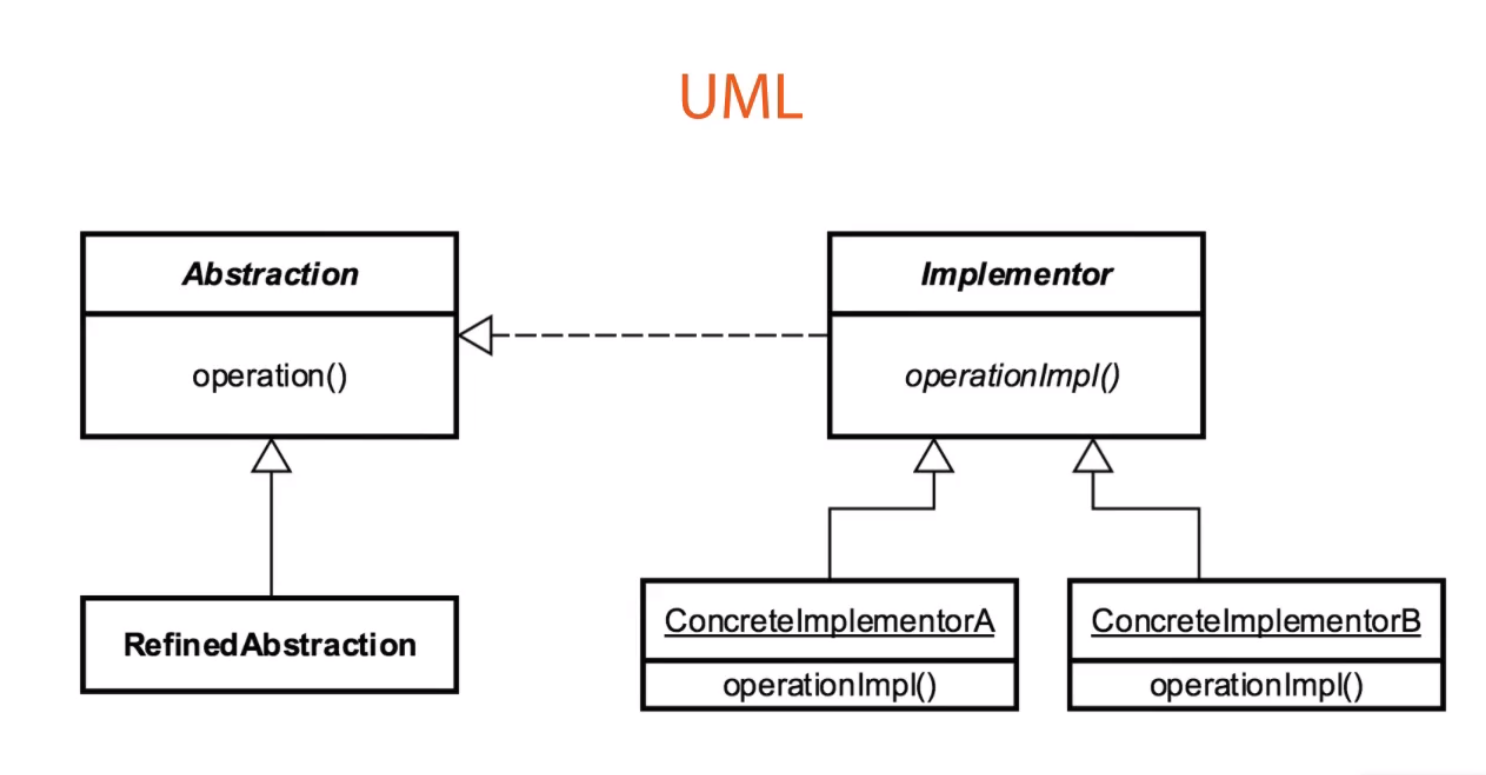 UML
Abstraction
operation()
Implementor
operationImpl()
RefinedAbstraction
ConcreteImplementorA
operationImpl()
ConcreteImplementorB
operationImpl()